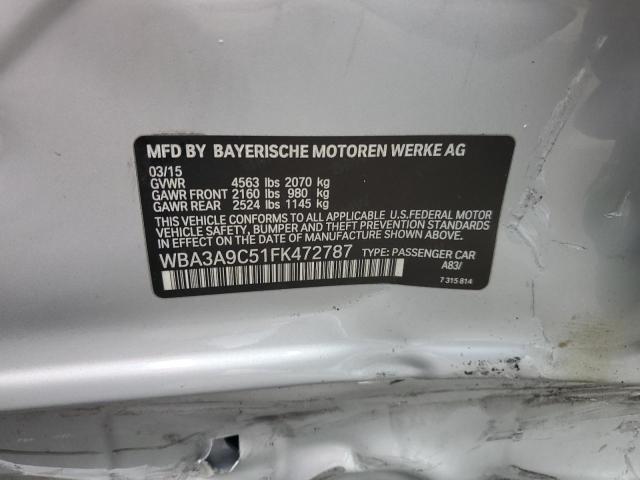 MFD BY BAYERISCHE MOTOREN WERKE AG
03/15
GVWR 4563 lbs 2070 kg
GAWR FRONT 2160 lbs 980 kg
GAWR REAR 2524 lbs 1145 kg
THIS VEHICLE CONFORMS TO ALL APPLICABLE U.S.FEDERAL MOTOR
VEHICLE SAFETY, BUMPER AND THEFT PREVENTION STANDARDS
IN EFFECT ON THE DATE OF MANUFACTURE SHOWN ABOVE.
WBA3A9C51FK472787 TYPE: PASSENGER CAR
A83/
7 315 814